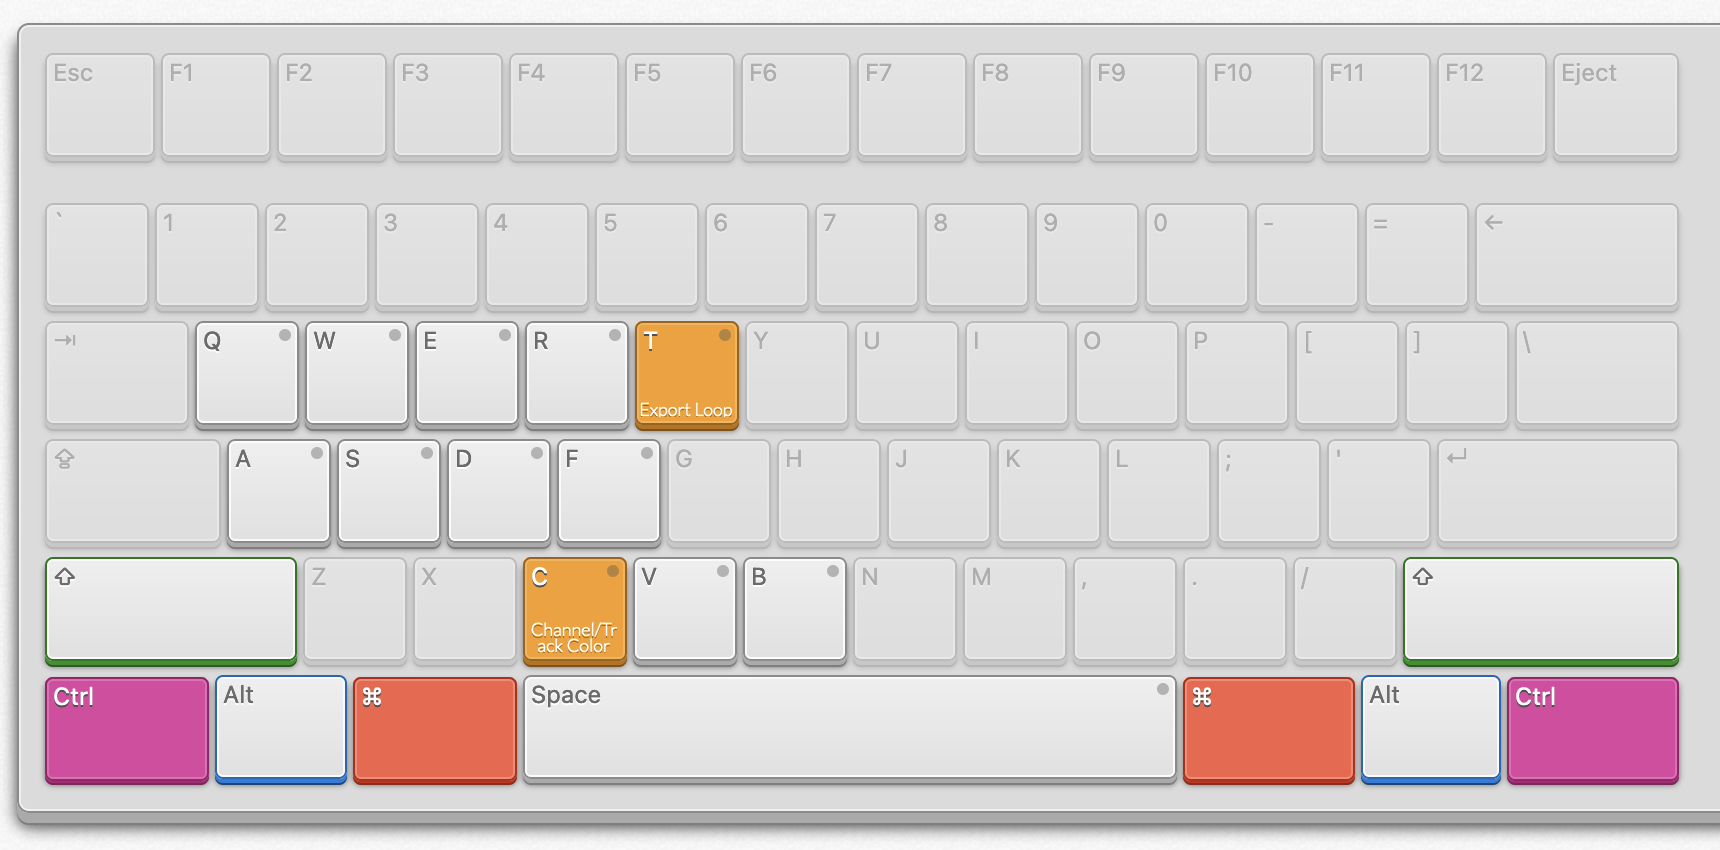 Esc F1 F2 F3 F4 F5 F6 F7 F8 F9 F10 F11 F12 Eject
` 1 2 3 4 5 6 7 8 9 0 - = ←
⇥ Q W E R T Y U I O P [ ] \
Export Loop
⇪ A S D F G H J K L ; ' ↵
⇧ Z X C V B N M , . / ⇧
Channel/Tr
ack Color
Ctrl Alt ⌘ Space ⌘ Alt Ctrl